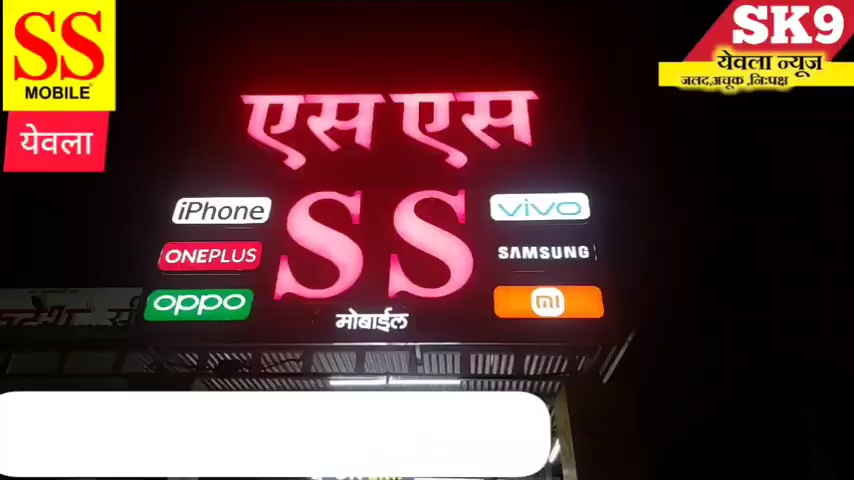 SS
MOBILE
येवला
SK9
येवला न्यूज
जलद,अचूक ,नि:पक्ष
एस एस
SS
iPhone
ONEPLUS
oppo
vivo
SAMSUNG
mi
मोबाईल